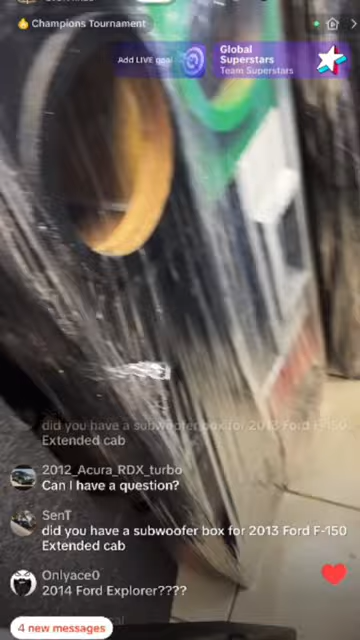 Champions Tournament
Add LIVE goal
Global
Superstars
Team Superstars
did you have a subwoofer box for 2013 Ford F-150
Extended cab
2012_Acura_RDX_turbo
Can I have a question?
SenT
did you have a subwoofer box for 2013 Ford F-150
Extended cab
Onlyace0
2014 Ford Explorer????
4 new messages